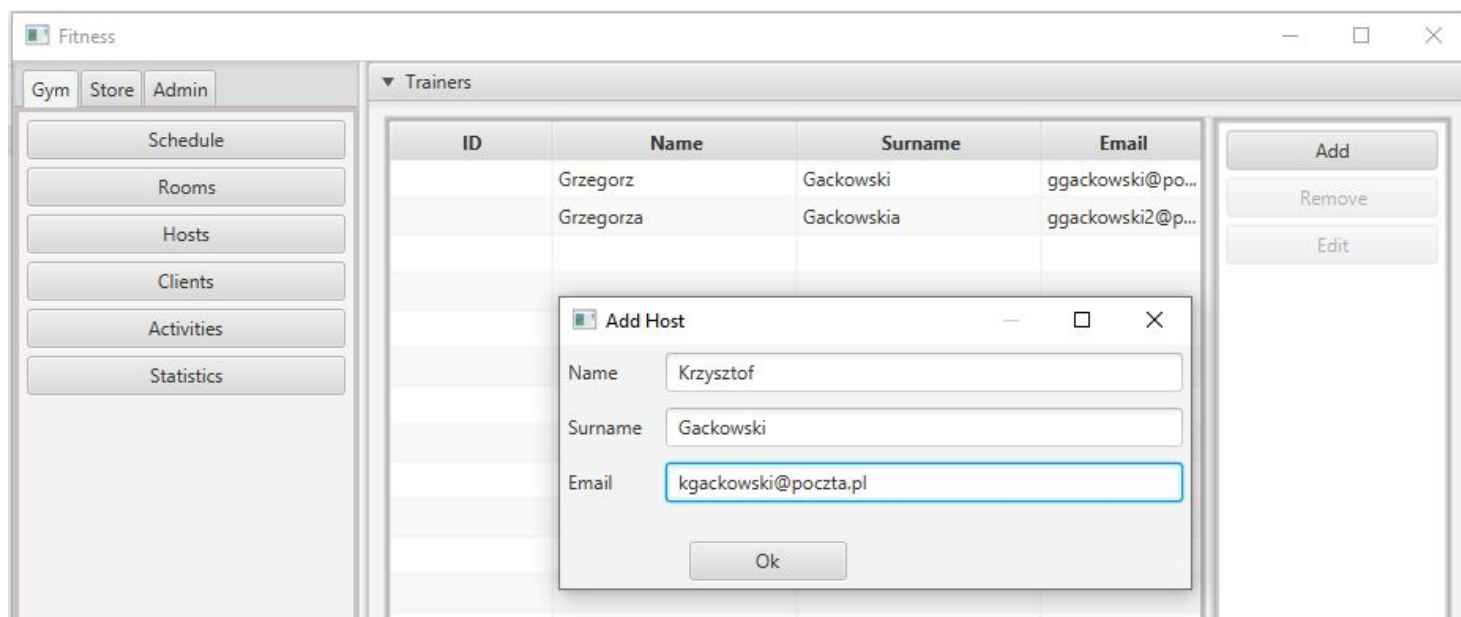 Fitness
Gym Store Admin
Schedule
Rooms
Hosts
Clients
Activities
Statistics
Trainers
ID Name Surname Email
Grzegorz Gackowski ggackowski@po...
Grzegorza Gackowskia ggackowski2@p...
Add
Remove
Edit
Add Host
Name Krzysztof
Surname Gackowski
Email kgackowski@poczta.pl
Ok